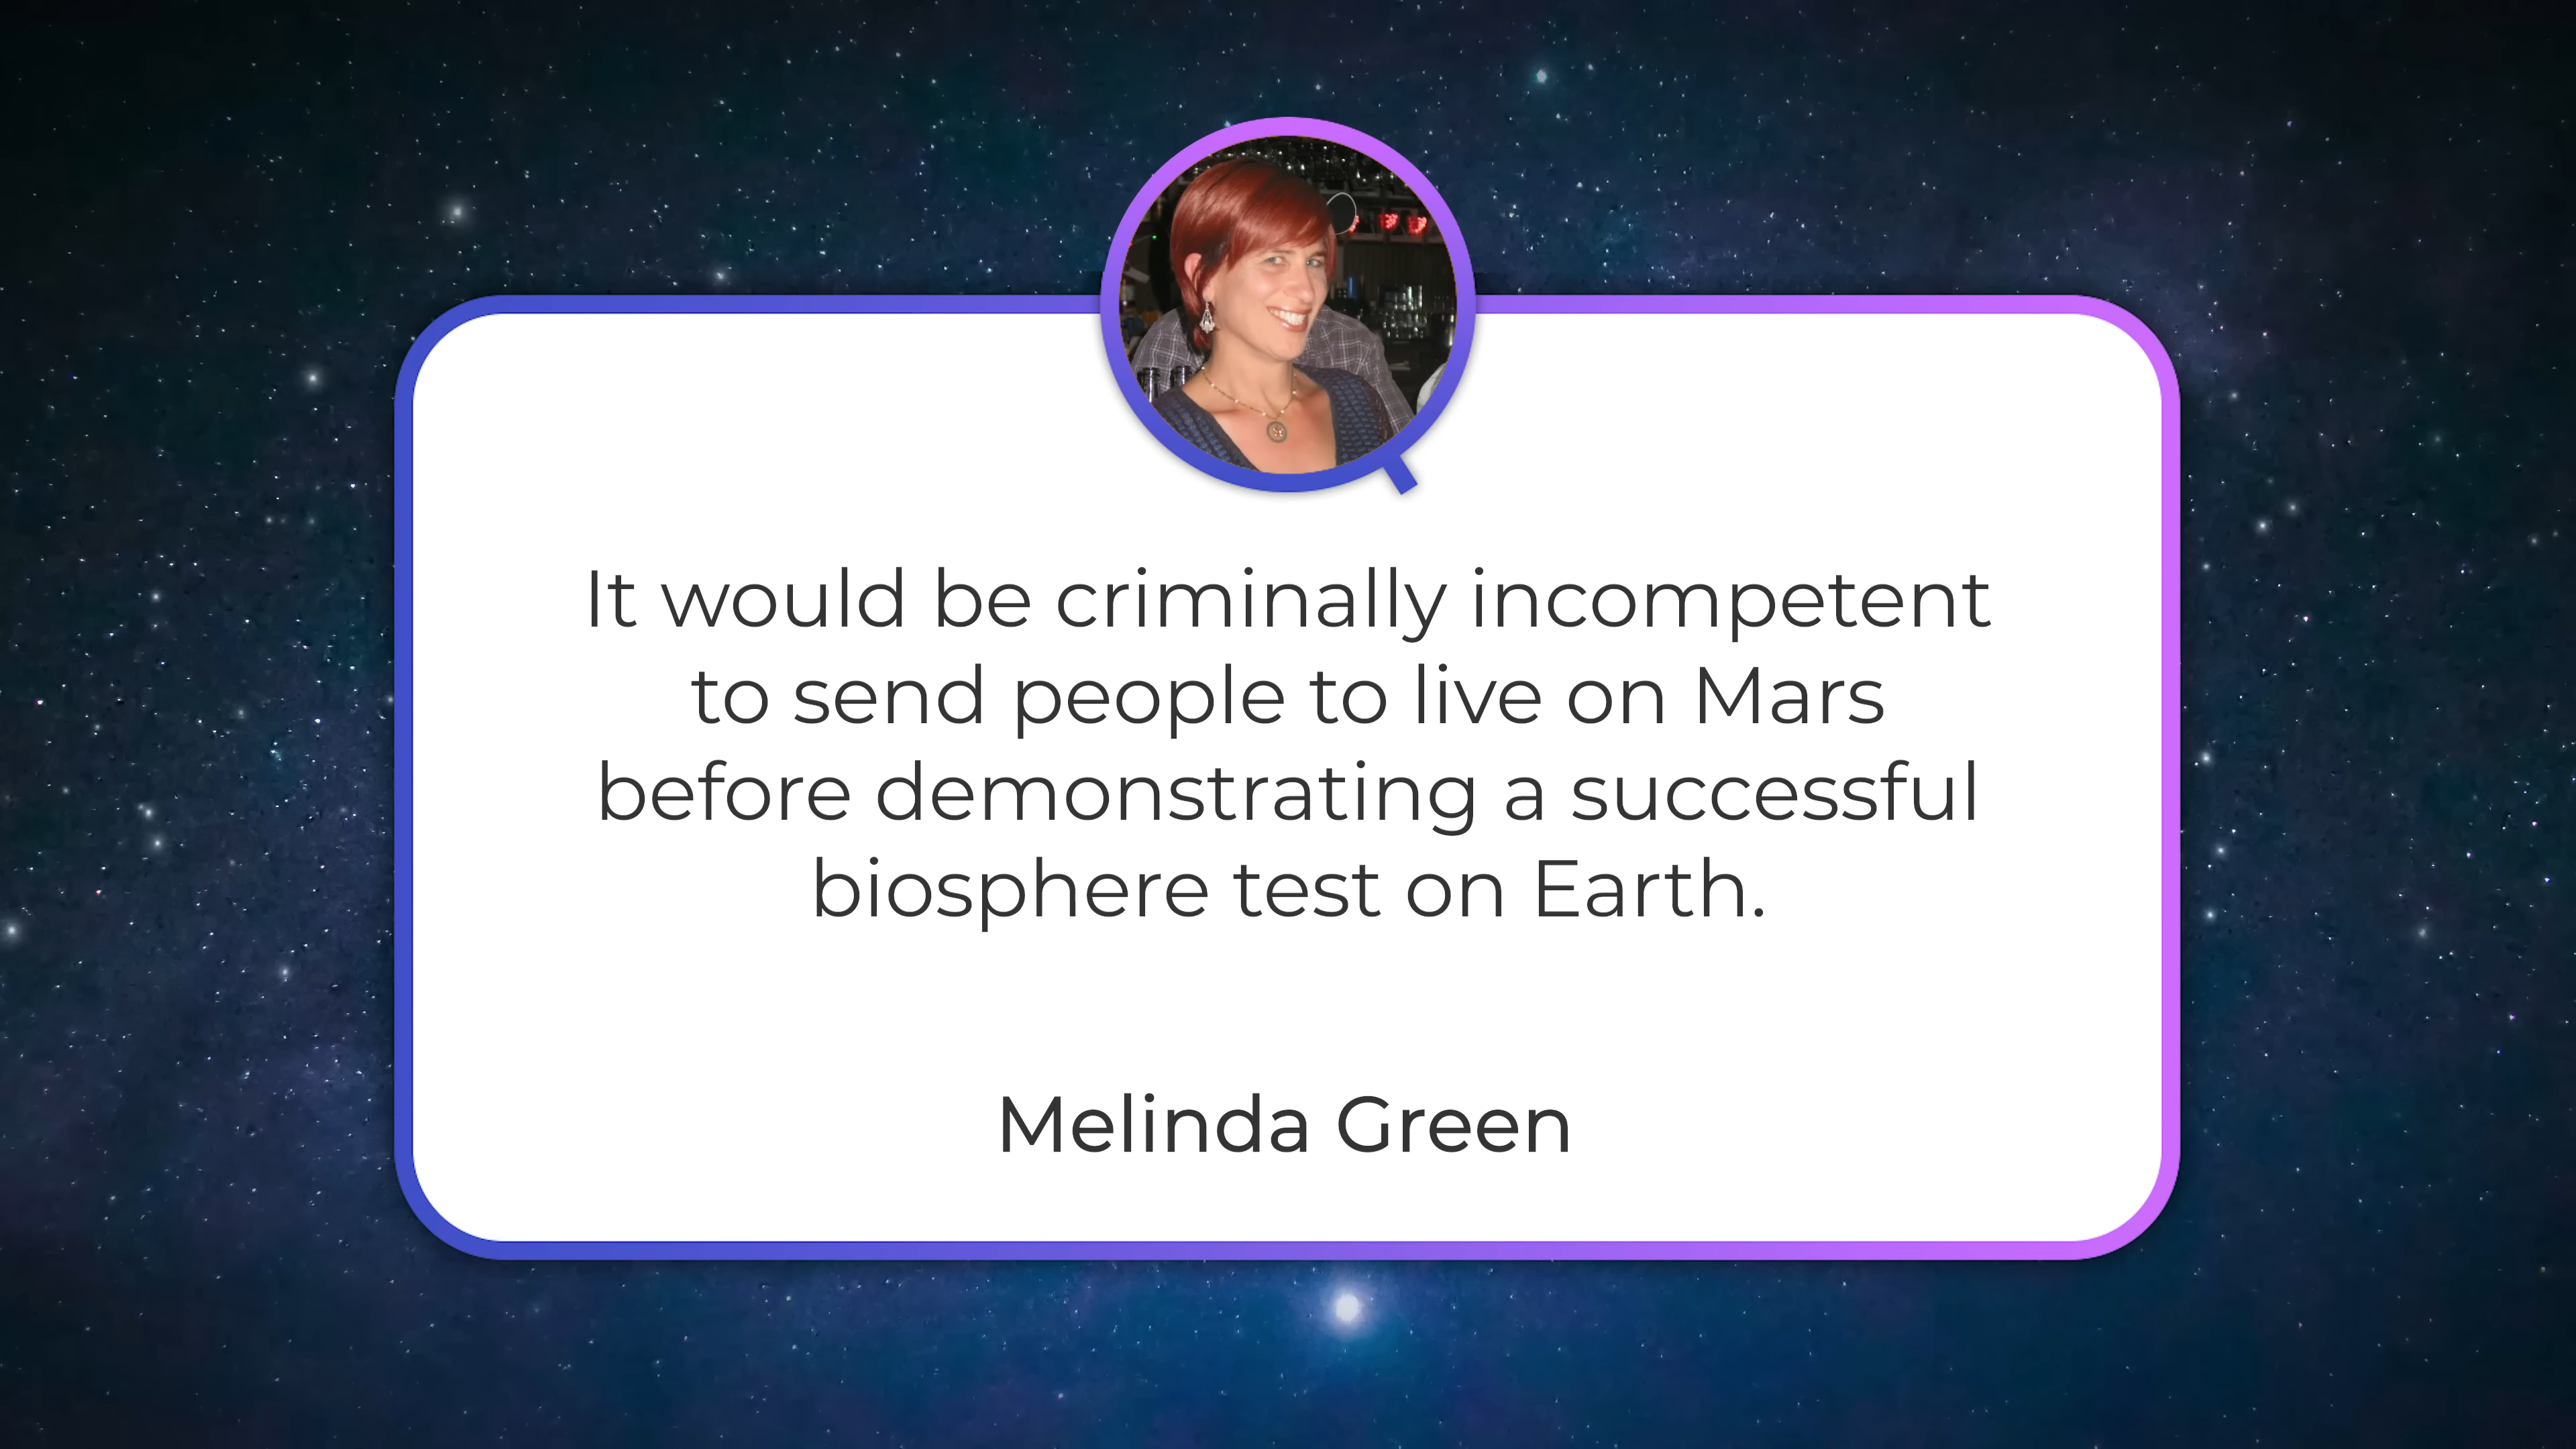 It would be criminally incompetent
to send people to live on Mars
before demonstrating a successful
biosphere test on Earth.
Melinda Green